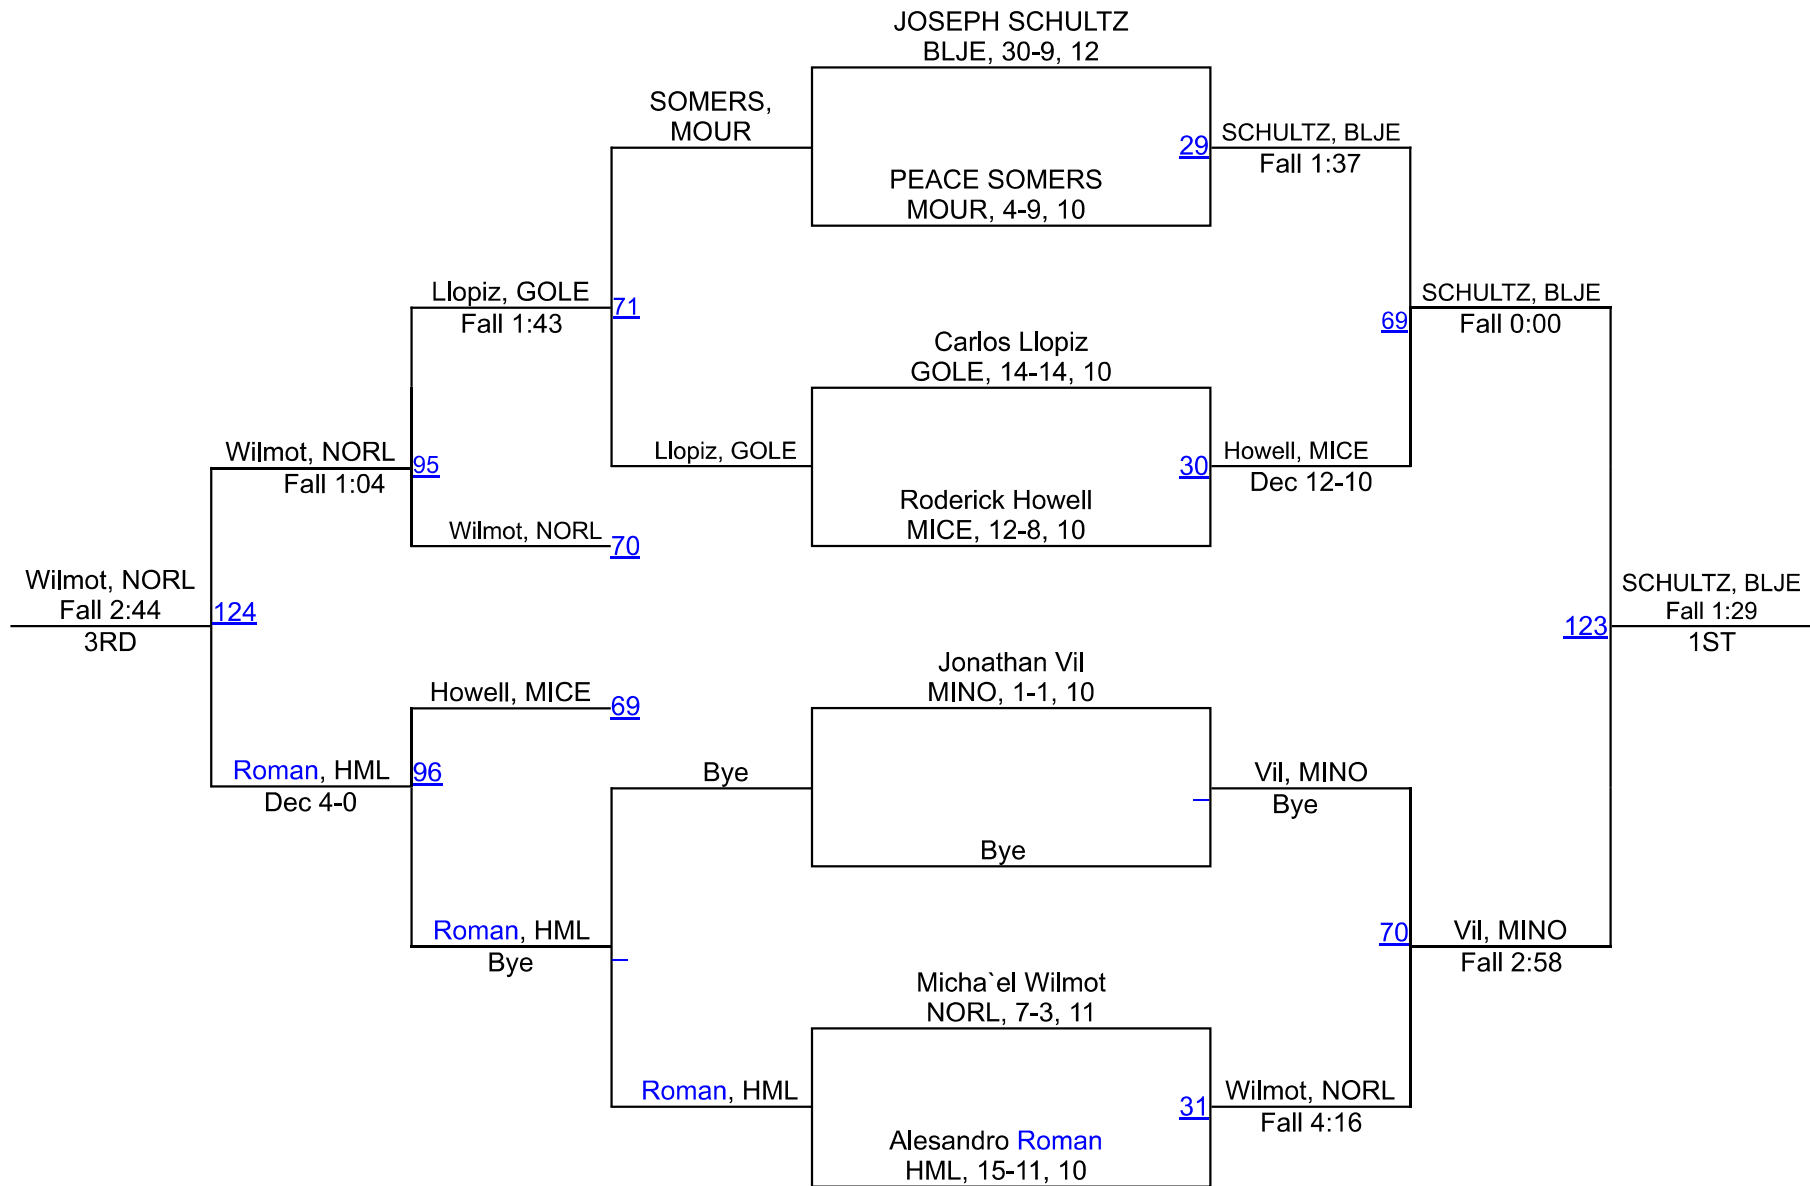 JOSEPH SCHULTZ
BLJE, 30-9, 12
SOMERS,
MOUR
29
SCHULTZ, BLJE
Fall 1:37
PEACE SOMERS
MOUR, 4-9, 10
Llopiz, GOLE
Fall 1:43
71
69
SCHULTZ, BLJE
Fall 0:00
Carlos Llopiz
GOLE, 14-14, 10
Wilmot, NORL
Fall 1:04
95
Llopiz, GOLE
30
Howell, MICE
Dec 12-10
Roderick Howell
MICE, 12-8, 10
Wilmot, NORL
70
Wilmot, NORL
Fall 2:44
3RD
124
123
SCHULTZ, BLJE
Fall 1:29
1ST
Jonathan Vil
MINO, 1-1, 10
Howell, MICE
69
Roman, HML
Dec 4-0
96
Bye
Vil, MINO
Bye
Bye
Roman, HML
Bye
70
Vil, MINO
Fall 2:58
Micha`el Wilmot
NORL, 7-3, 11
Roman, HML
31
Wilmot, NORL
Fall 4:16
Alesandro Roman
HML, 15-11, 10